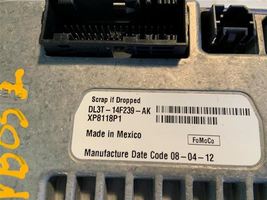 Scrap if Dropped
DL3T-14F239-AK
XP8118P1
Made in Mexico
FoMoCo
Manufacture Date Code 08-04-12